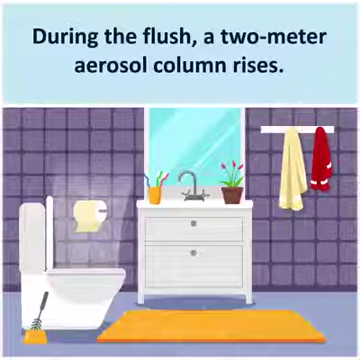 During the flush, a two-meter
aerosol column rises.